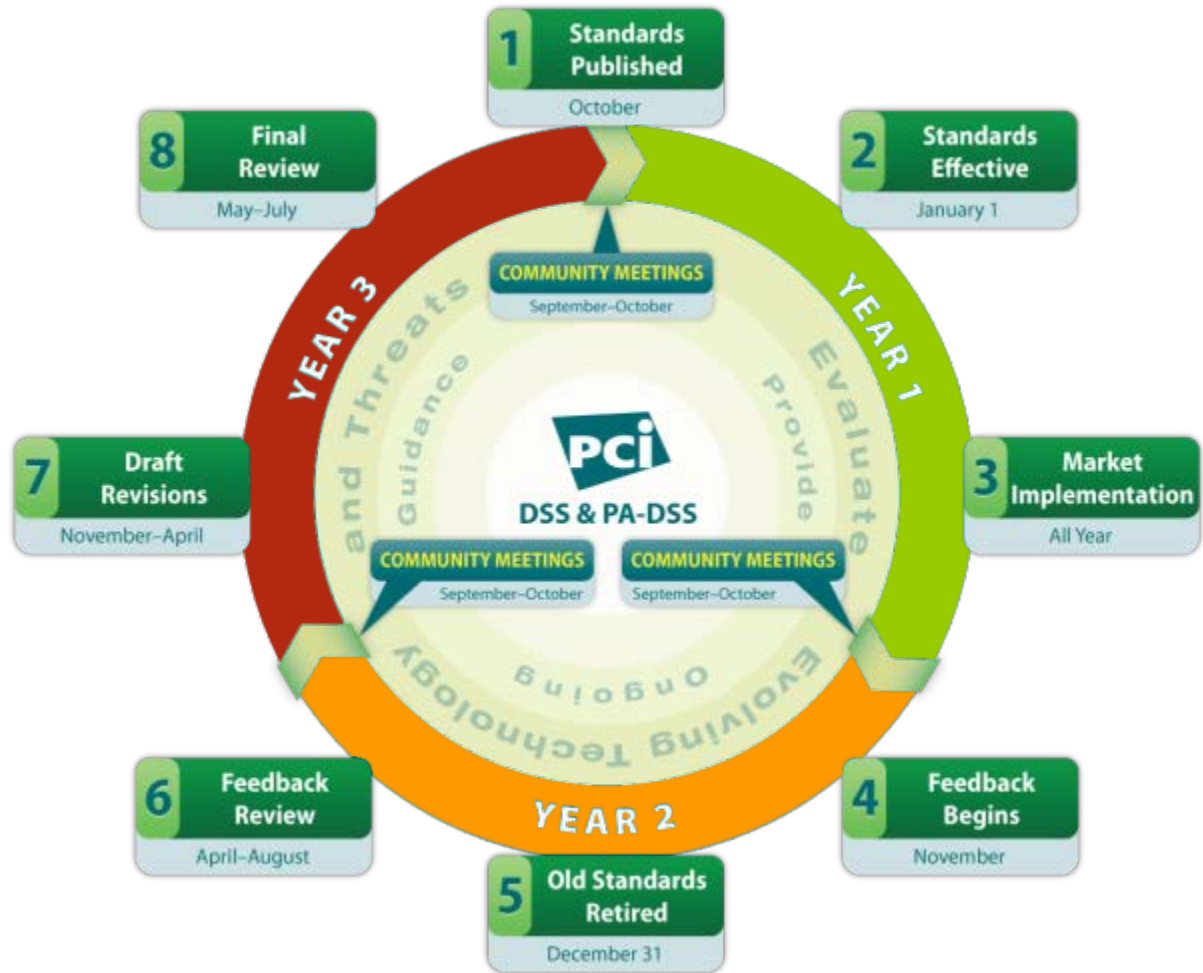 1
Standards
Published
October
2
Standards
Effective
January 1
3
Market
Implementation
All Year
4
Feedback
Begins
November
5
Old Standards
Retired
December 31
6
Feedback
Review
April–August
7
Draft
Revisions
November–April
8
Final
Review
May–July
YEAR 1
YEAR 2
YEAR 3
COMMUNITY MEETINGS
September–October
COMMUNITY MEETINGS
September–October
COMMUNITY MEETINGS
September–October
Evaluate
Evolving Technology
and Threats
Provide
Ongoing
Guidance
PCi
DSS & PA-DSS